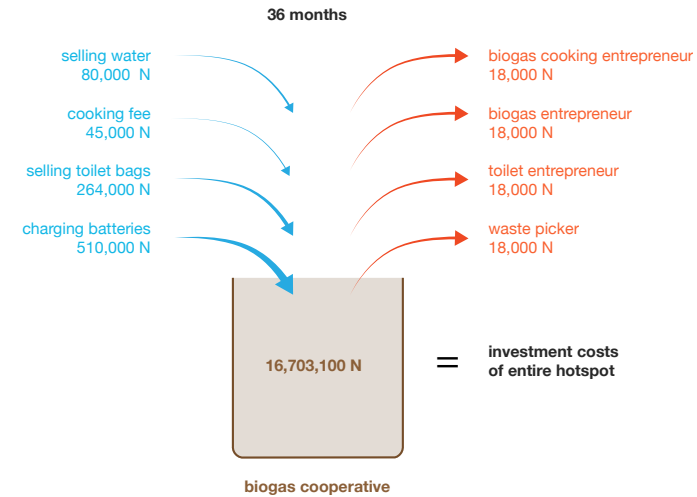 36 months
selling water
80,000 N
cooking fee
45,000 N
selling toilet bags
264,000 N
charging batteries
510,000 N
biogas cooking entrepreneur
18,000 N
biogas entrepreneur
18,000 N
toilet entrepreneur
18,000 N
waste picker
18,000 N
16,703,100 N
=
investment costs
of entire hotspot
biogas cooperative